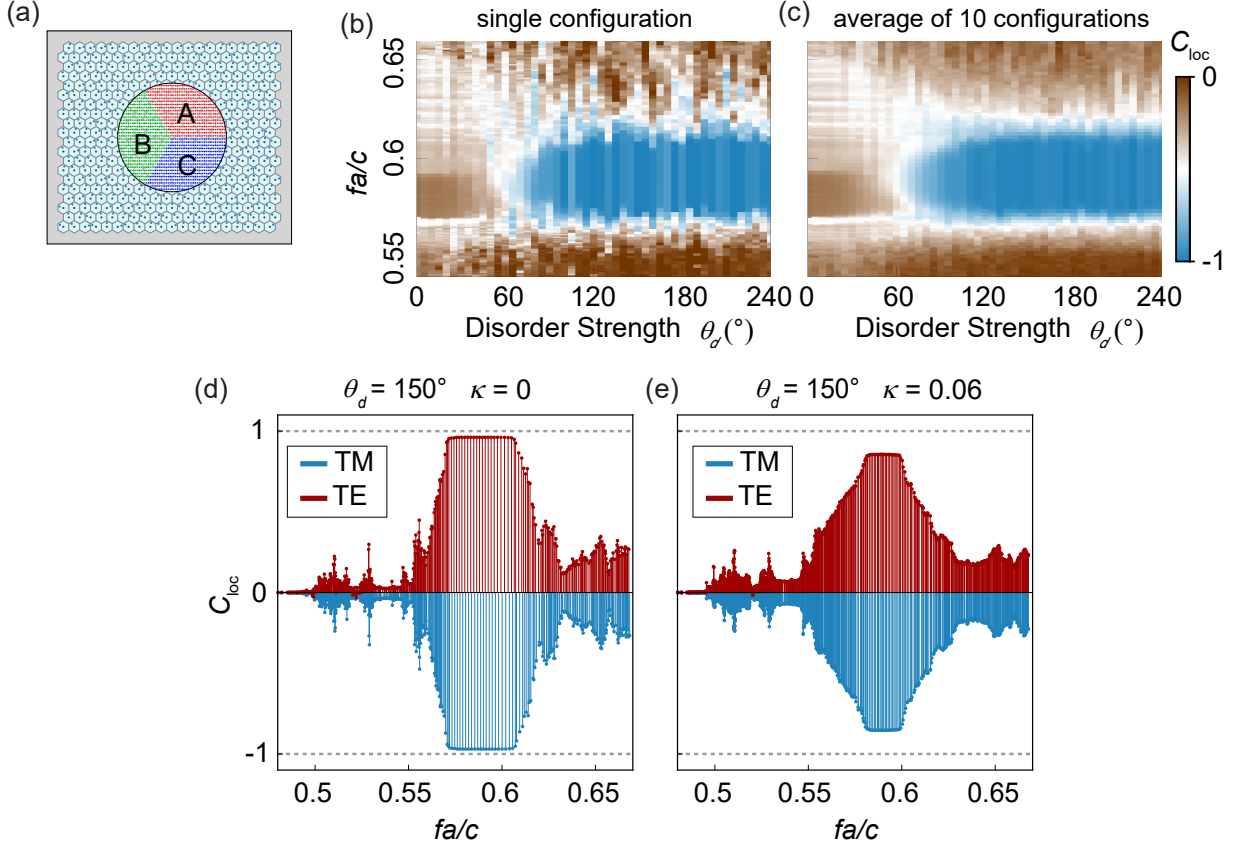 (a)
A
B
C
(b)
single configuration
fa/c
0.65
0.6
0.55
0 60 120 180 240
Disorder Strength θd(°)
(c)
average of 10 configurations
0 60 120 180 240
Disorder Strength θd(°)
Cloc
0
-1
(d)
θd = 150° κ = 0
TM
TE
Cloc
1
0
-1
0.5 0.55 0.6 0.65
fa/c
(e)
θd = 150° κ = 0.06
TM
TE
0.5 0.55 0.6 0.65
fa/c